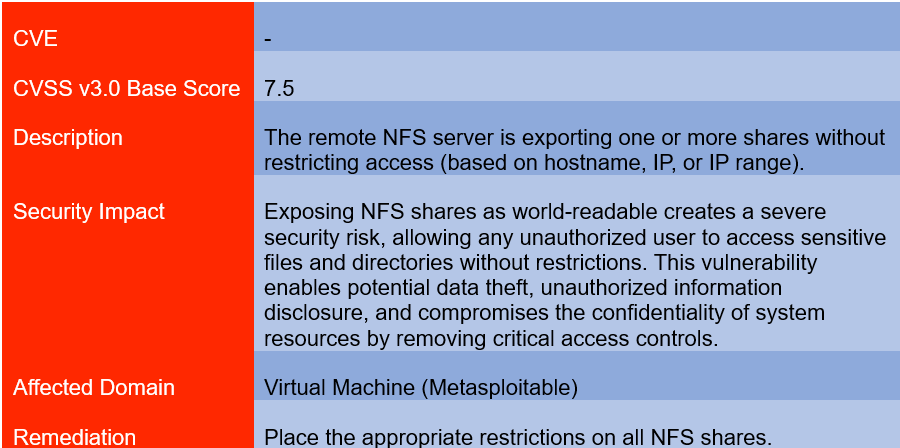 CVE -
CVSS v3.0 Base Score 7.5
Description The remote NFS server is exporting one or more shares without
restricting access (based on hostname, IP, or IP range).
Security Impact Exposing NFS shares as world-readable creates a severe
security risk, allowing any unauthorized user to access sensitive
files and directories without restrictions. This vulnerability
enables potential data theft, unauthorized information
disclosure, and compromises the confidentiality of system
resources by removing critical access controls.
Affected Domain Virtual Machine (Metasploitable)
Remediation Place the appropriate restrictions on all NFS shares.